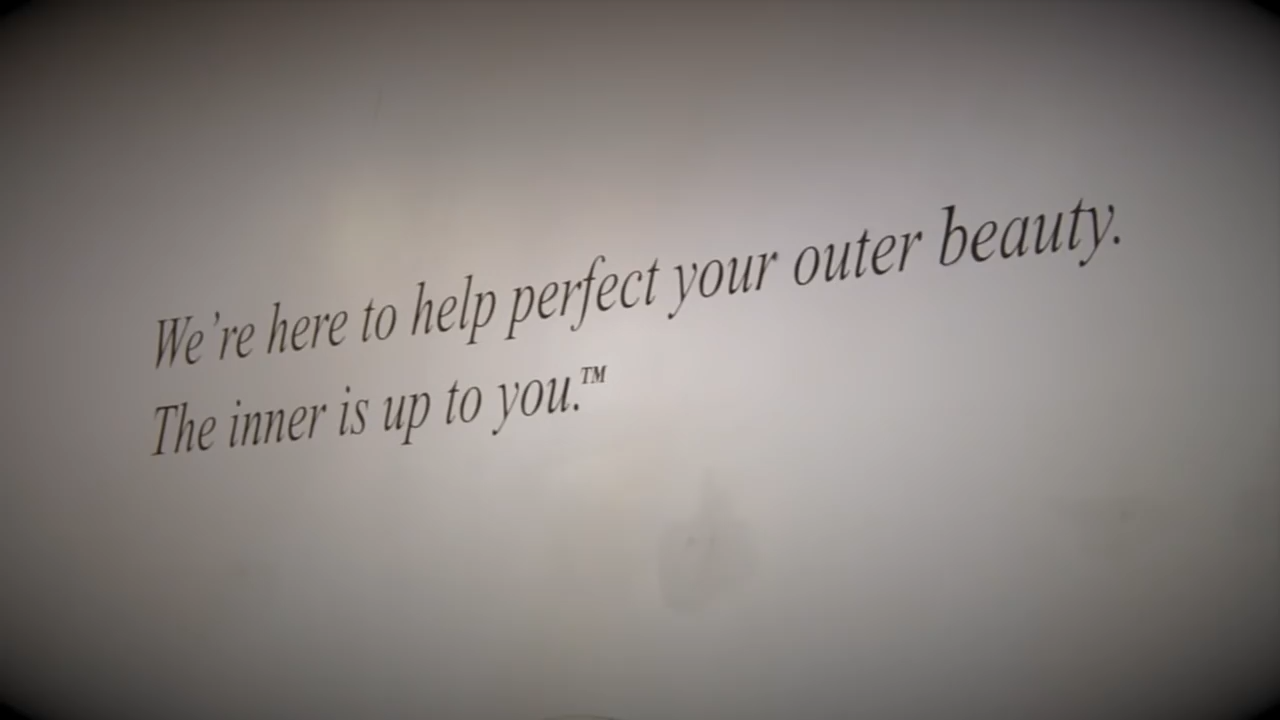 We're here to help perfect your outer beauty.
The inner is up to you.™